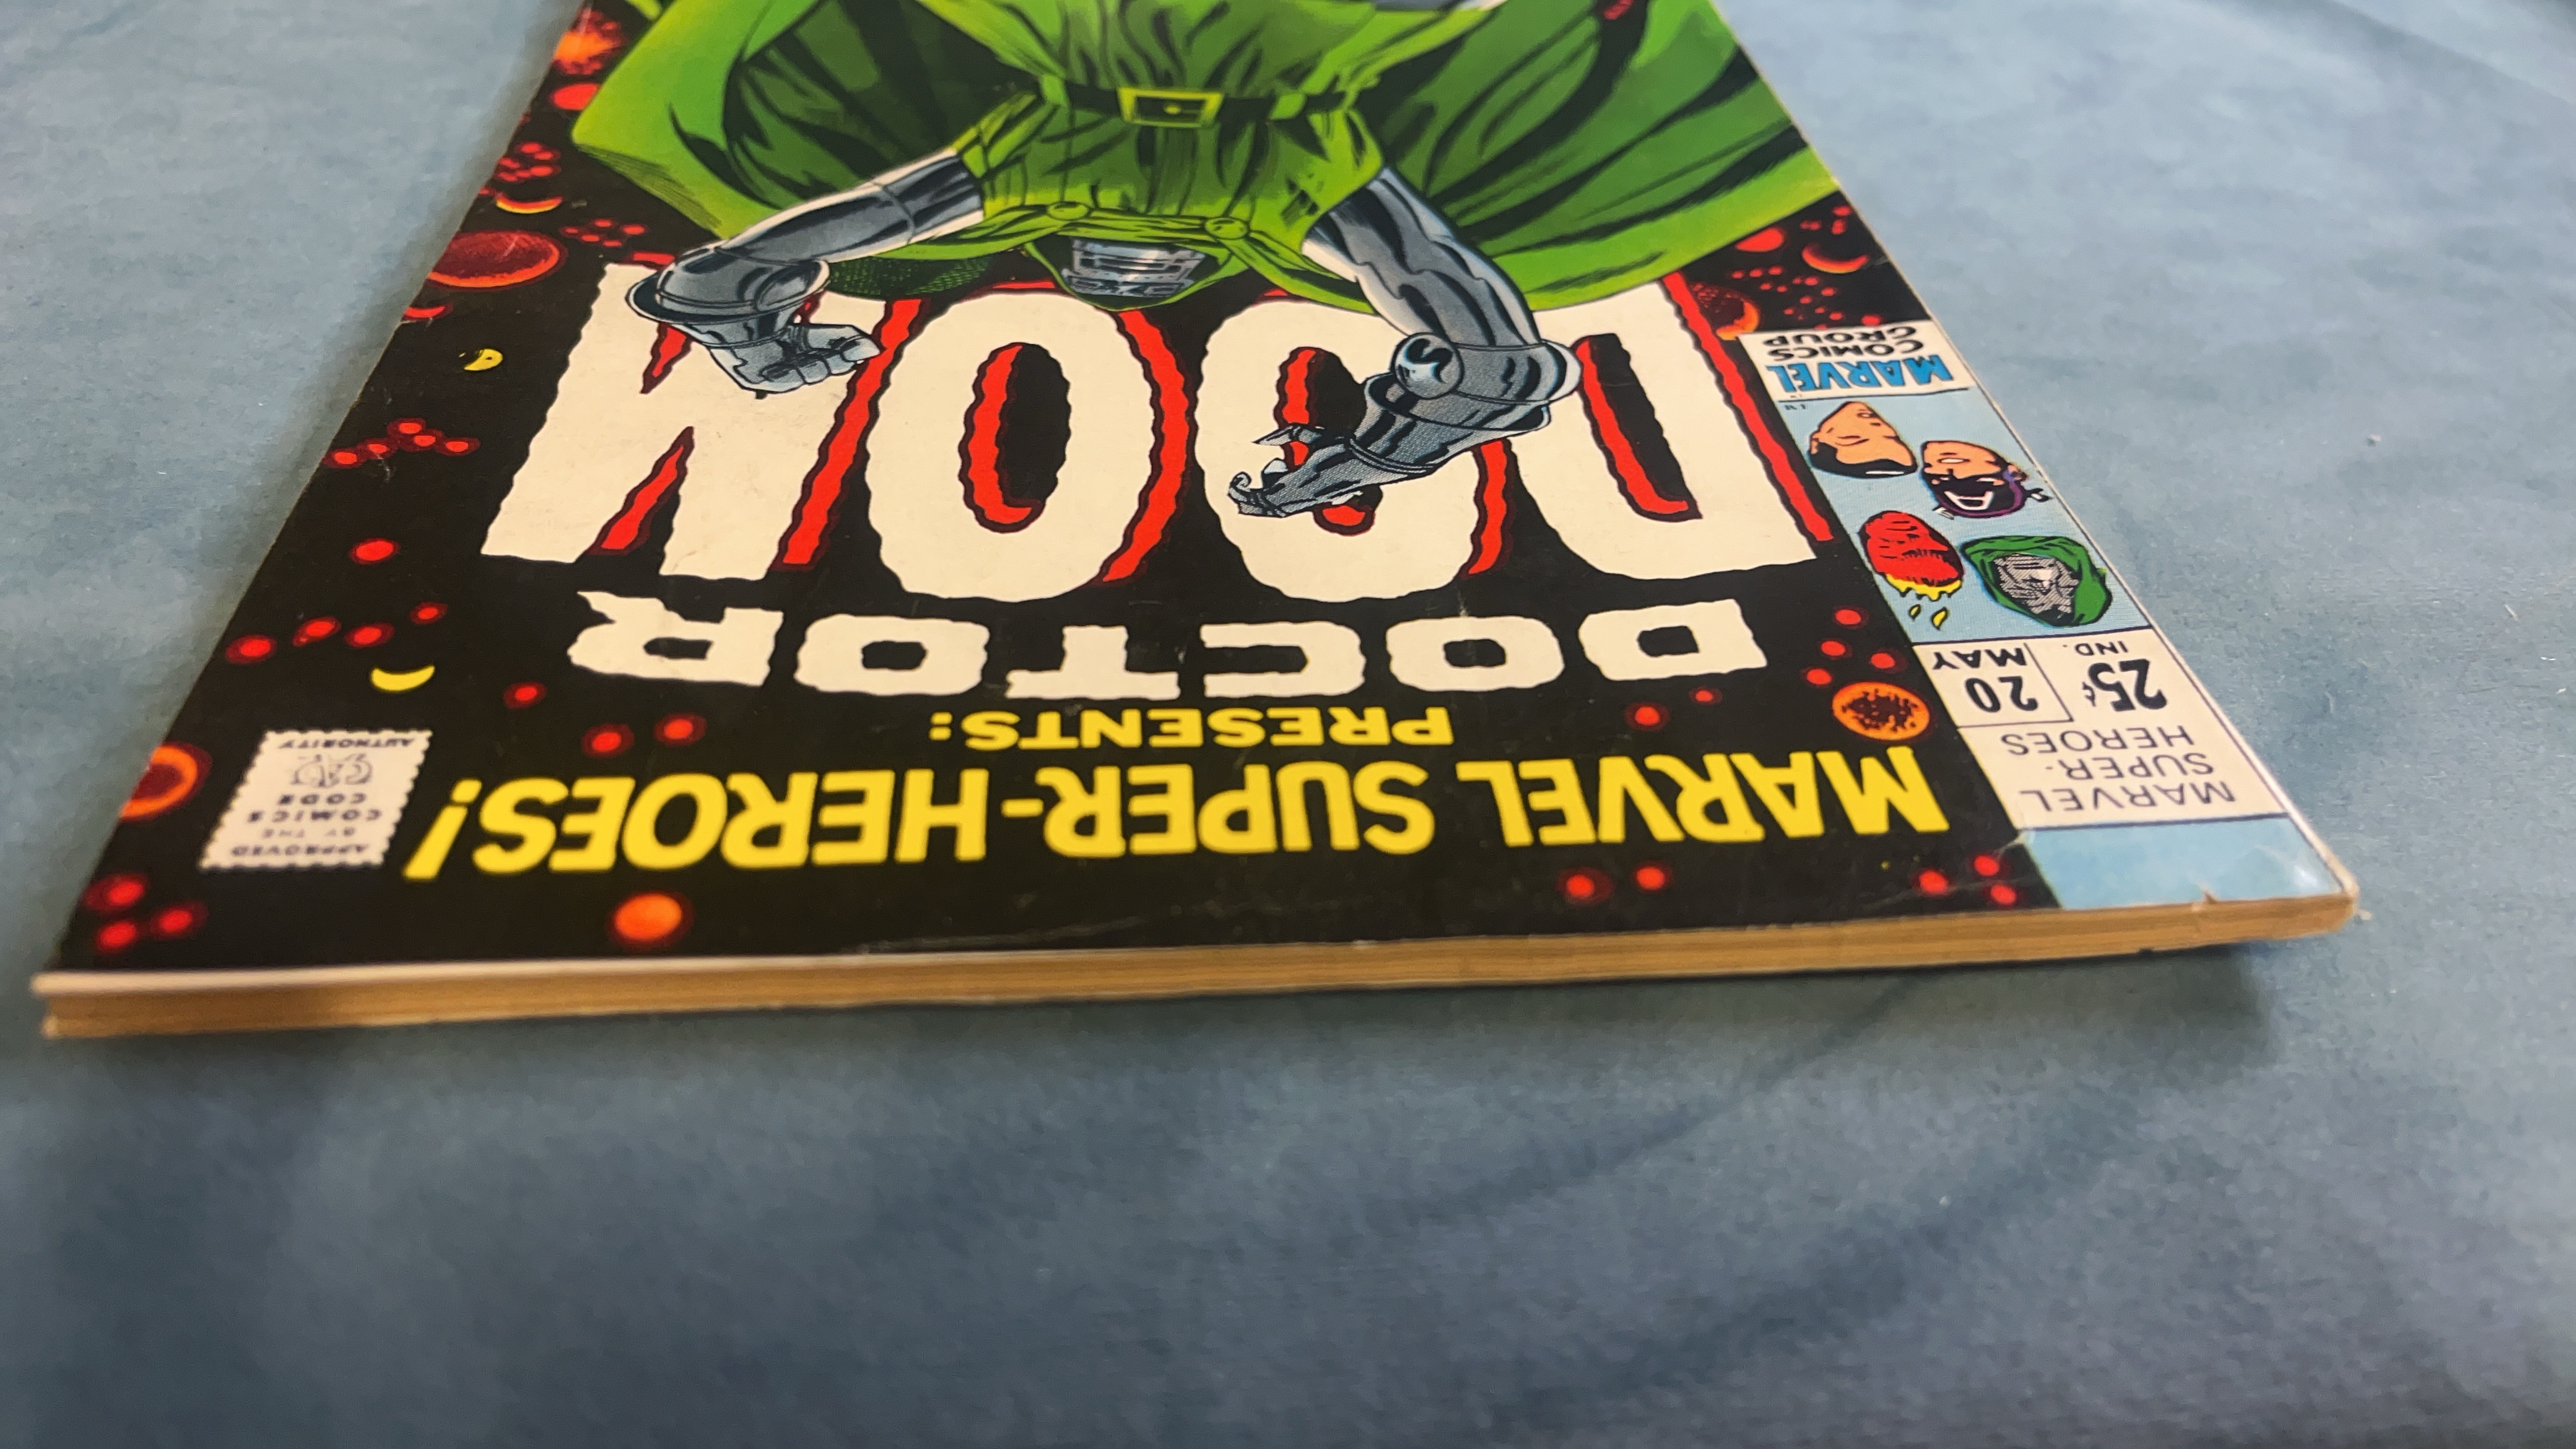 MARVEL
SUPER-
HEROES
25¢
IND.
20
MAY
MARVEL
COMICS
GROUP
MARVEL SUPER-HEROES!
PRESENTS:
DOCTOR
DOOM
APPROVED
BY THE
COMICS
CODE
CA
AUTHORITY